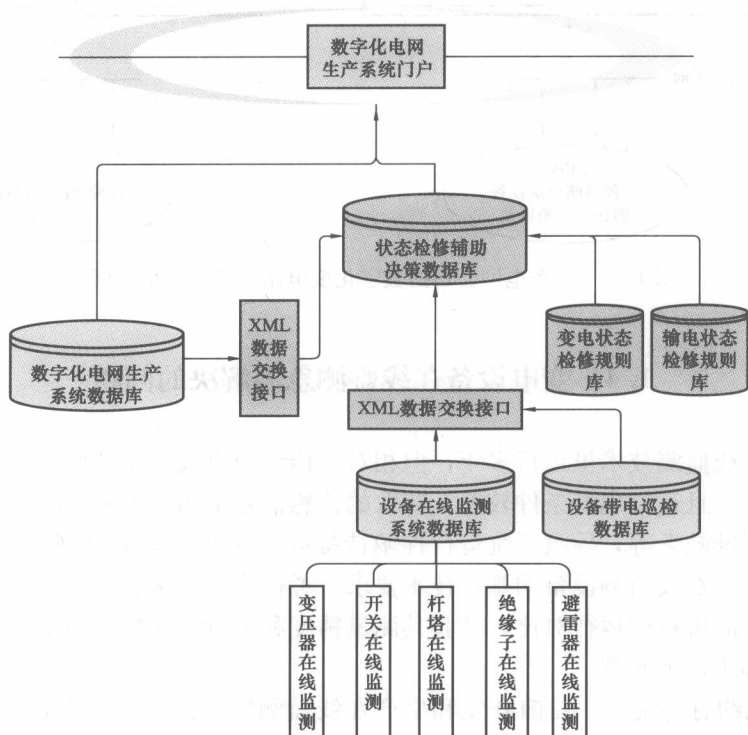 数字化电网
生产系统门户
状态检修辅助
决策数据库
XML
数据
交换
接口
数字化电网生产
系统数据库
变电状态
检修规则
库
输电状态
检修规则
库
XML数据交换接口
设备在线监测
系统数据库
设备带电巡检
数据库
变压器在线监测
开关在线监测
杆塔在线监测
绝缘子在线监测
避雷器在线监测